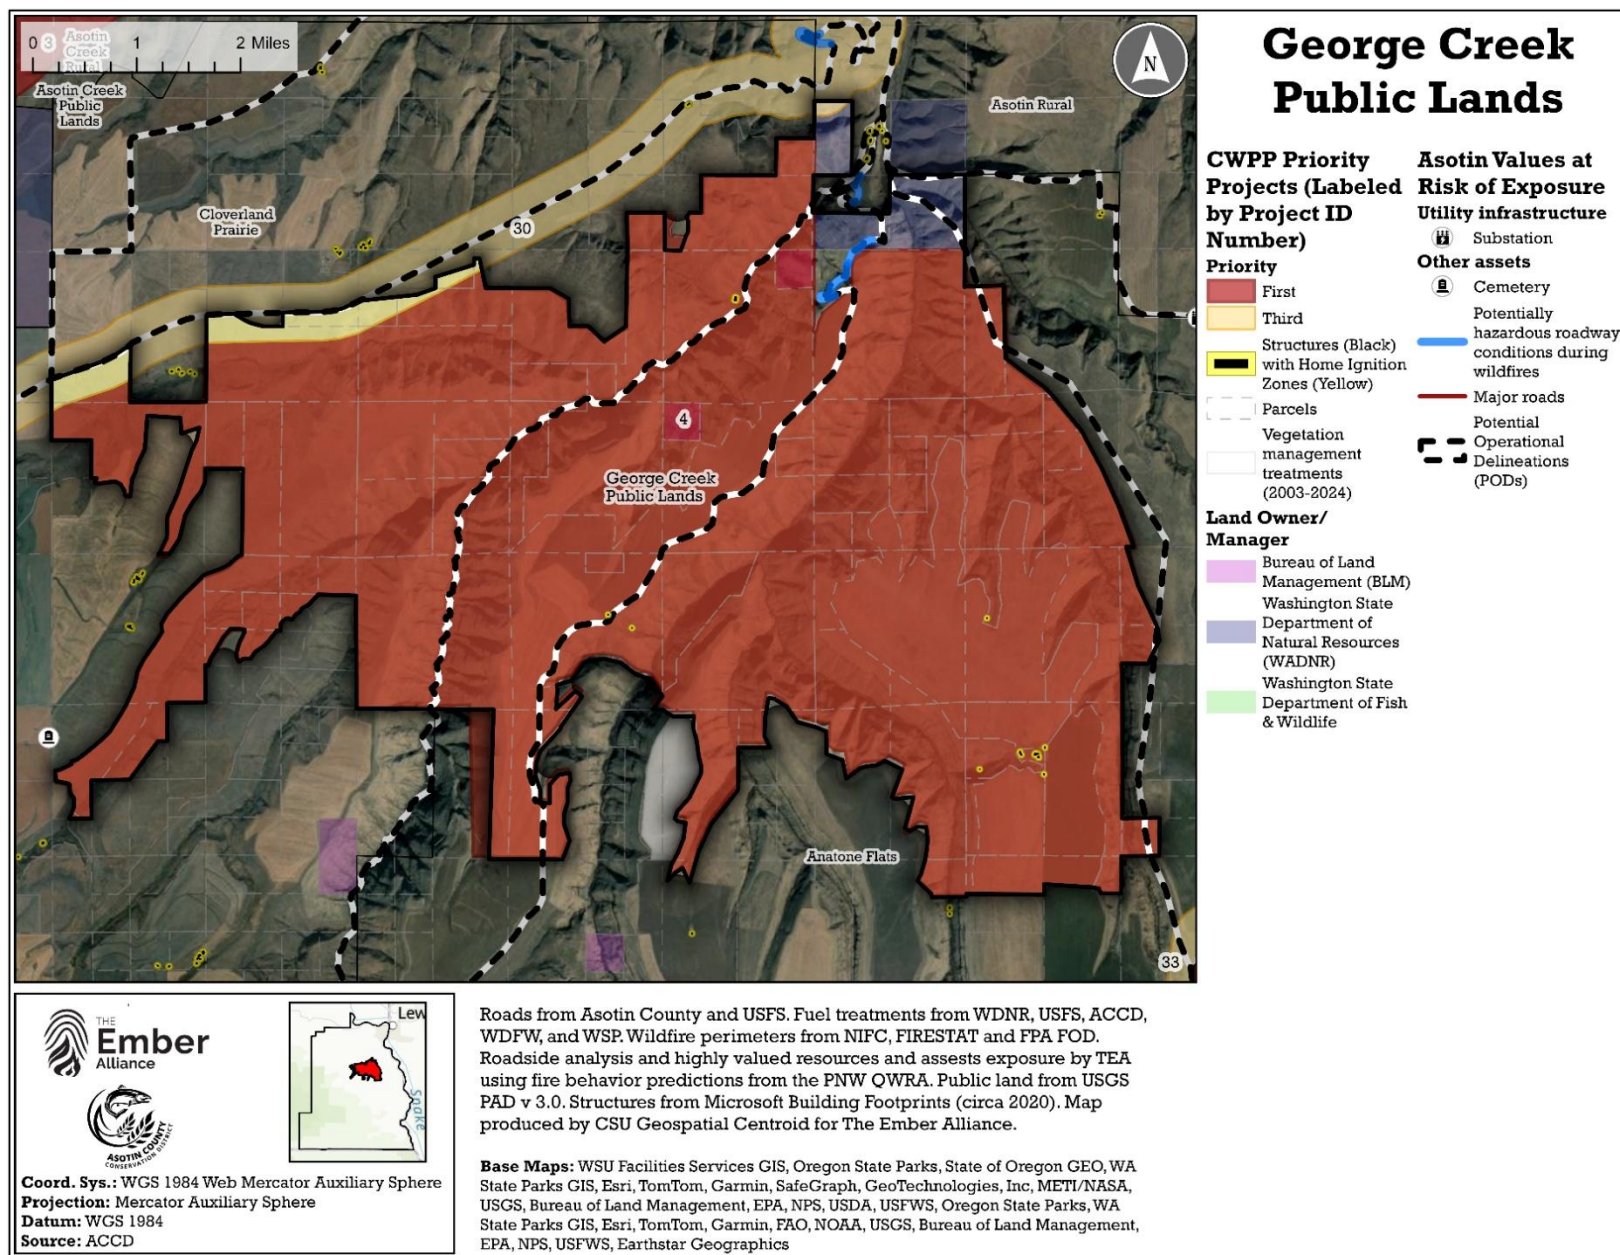 0 1 2 Miles
3
Asotin
Creek
Rural
Asotin Creek
Public
Lands
N
Asotin Rural
Cloverland
Prairie
30
4
George Creek
Public Lands
Anatone Flats
33
George Creek
Public Lands
CWPP Priority
Projects (Labeled
by Project ID
Number)
Priority
First
Third
Structures (Black)
with Home Ignition
Zones (Yellow)
Parcels
Vegetation
management
treatments
(2003-2024)
Land Owner/
Manager
Bureau of Land
Management (BLM)
Washington State
Department of
Natural Resources
(WADNR)
Washington State
Department of Fish
& Wildlife
Asotin Values at
Risk of Exposure
Utility infrastructure
Substation
Other assets
Cemetery
Potentially
hazardous roadway
conditions during
wildfires
Major roads
Potential
Operational
Delineations
(PODs)
THE
Ember
Alliance
ASOTIN COUNTY
CONSERVATION DISTRICT
Lew
Snake
Coord. Sys.: WGS 1984 Web Mercator Auxiliary Sphere
Projection: Mercator Auxiliary Sphere
Datum: WGS 1984
Source: ACCD
Roads from Asotin County and USFS. Fuel treatments from WDNR, USFS, ACCD,
WDFW, and WSP. Wildfire perimeters from NIFC, FIRESTAT and FPA FOD.
Roadside analysis and highly valued resources and assests exposure by TEA
using fire behavior predictions from the PNW QWRA. Public land from USGS
PAD v 3.0. Structures from Microsoft Building Footprints (circa 2020). Map
produced by CSU Geospatial Centroid for The Ember Alliance.
Base Maps: WSU Facilities Services GIS, Oregon State Parks, State of Oregon GEO, WA
State Parks GIS, Esri, TomTom, Garmin, SafeGraph, GeoTechnologies, Inc, METI/NASA,
USGS, Bureau of Land Management, EPA, NPS, USDA, USFWS, Oregon State Parks, WA
State Parks GIS, Esri, TomTom, Garmin, FAO, NOAA, USGS, Bureau of Land Management,
EPA, NPS, USFWS, Earthstar Geographics